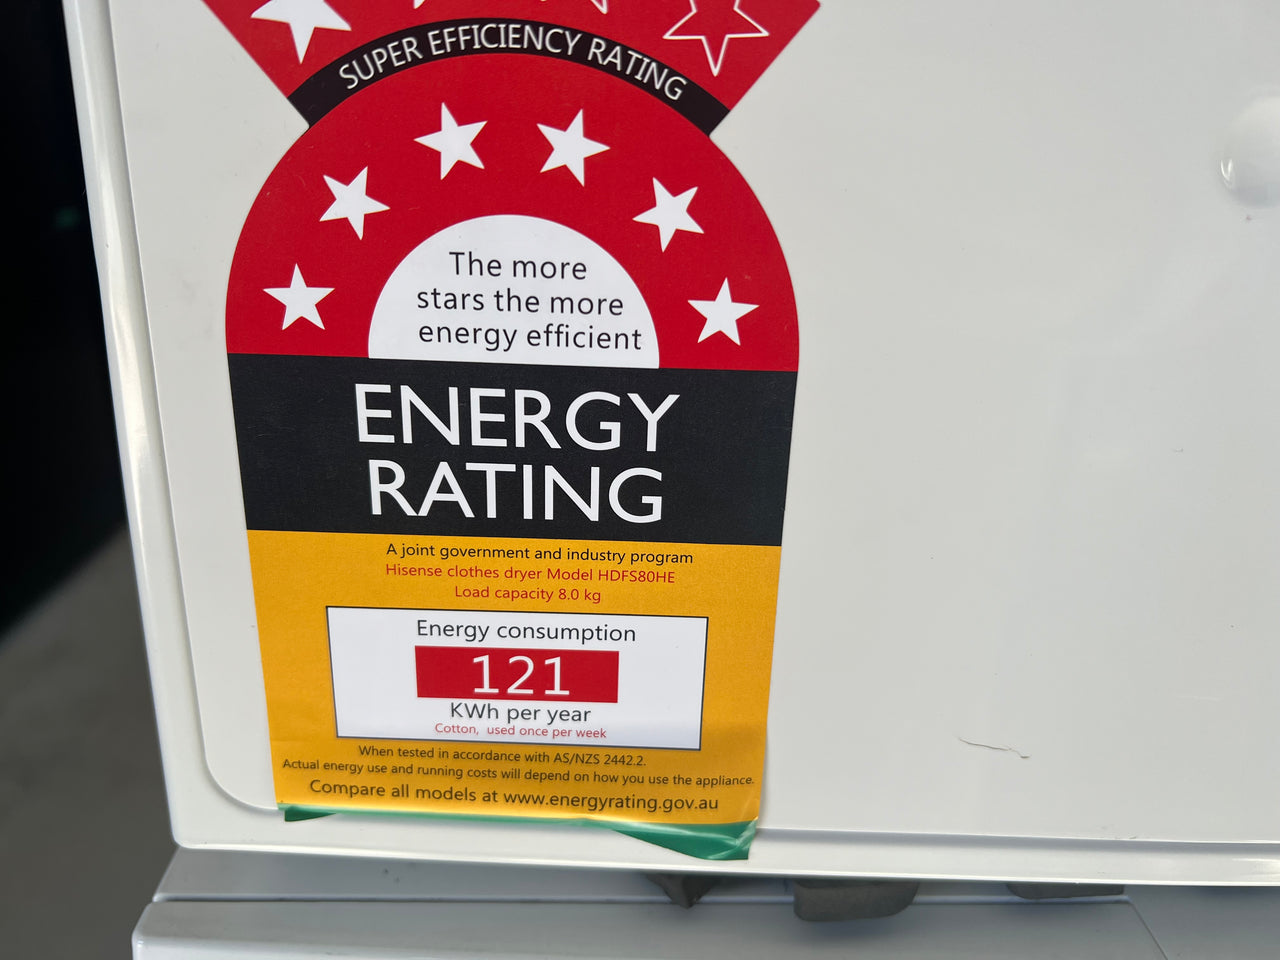 SUPER EFFICIENCY RATING
The more
stars the more
energy efficient
ENERGY
RATING
A joint government and industry program
Hisense clothes dryer Model HDFS80HE
Load capacity 8.0 kg
Energy consumption
121
KWh per year
Cotton, used once per week
When tested in accordance with AS/NZS 2442.2.
Actual energy use and running costs will depend on how you use the appliance.
Compare all models at www.energyrating.gov.au